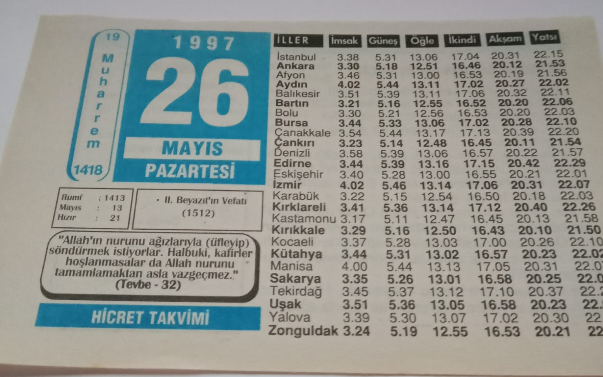 19
Muharrem
1418
1997
26
MAYIS
PAZARTESİ
Rumi : 1413
Mayıs : 13
Hızır : 21
• II. Beyazıt'ın Vefatı
(1512)
"Allah'ın nurunu ağızlarıyla (üfleyip)
söndürmek istiyorlar. Halbuki, kafirler
hoşlanmasalar da Allah nurunu
tamamlamaktan asla vazgeçmez."
(Tevbe - 32)
HİCRET TAKVİMİ
İLLER İmsak Güneş Öğle İkindi Akşam Yatsı
İstanbul 3.38 5.31 13.06 17.04 20.31 22.15
Ankara 3.30 5.18 12.51 16.46 20.12 21.53
Afyon 3.46 5.31 13.00 16.53 20.19 21.56
Aydın 4.02 5.44 13.11 17.02 20.27 22.02
Balıkesir 3.51 5.39 13.11 17.06 20.32 22.11
Bartın 3.21 5.16 12.55 16.52 20.20 22.06
Bolu 3.30 5.21 12.56 16.53 20.20 22.03
Bursa 3.44 5.33 13.06 17.02 20.28 22.10
Çanakkale 3.54 5.44 13.17 17.13 20.39 22.20
Çankırı 3.23 5.14 12.48 16.45 20.11 21.54
Denizli 3.58 5.39 13.06 16.57 20.22 21.57
Edirne 3.44 5.39 13.16 17.15 20.42 22.29
Eskişehir 3.40 5.28 13.00 16.55 20.21 22.01
İzmir 4.02 5.46 13.14 17.06 20.31 22.07
Karabük 3.22 5.15 12.54 16.50 20.18 22.03
Kırklareli 3.41 5.36 13.14 17.12 20.40 22.26
Kastamonu 3.17 5.11 12.47 16.45 20.13 21.58
Kırıkkale 3.29 5.16 12.50 16.43 20.10 21.50
Kocaeli 3.37 5.28 13.03 17.00 20.26 22.10
Kütahya 3.44 5.31 13.02 16.57 20.23 22.02
Manisa 4.00 5.44 13.13 17.05 20.31 22.07
Sakarya 3.35 5.26 13.01 16.58 20.25 22.0
Tekirdağ 3.45 5.37 13.12 17.10 20.37 22.2
Uşak 3.51 5.36 13.05 16.58 20.23 22.
Yalova 3.39 5.30 13.07 17.02 20.30 22.
Zonguldak 3.24 5.19 12.55 16.53 20.21 22